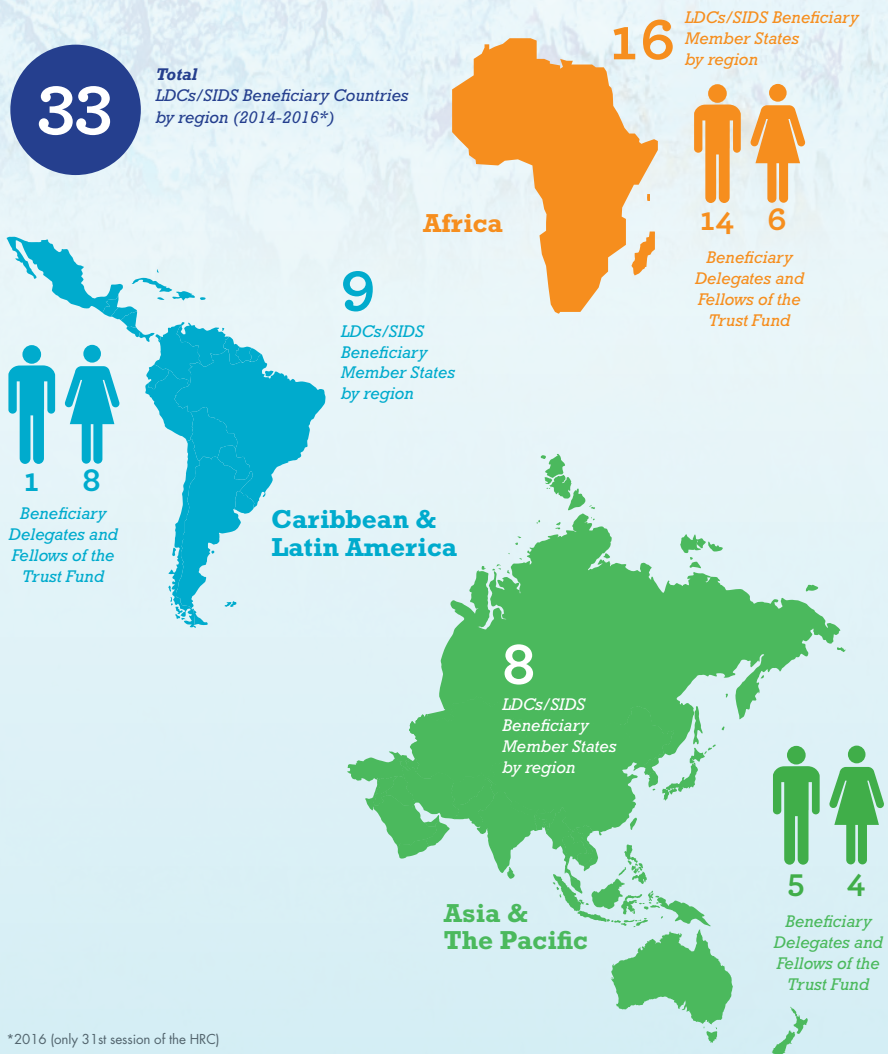 33
Total
LDCs/SIDS Beneficiary Countries
by region (2014-2016*)
16
LDCs/SIDS Beneficiary
Member States
by region
Africa
14 6
Beneficiary
Delegates and
Fellows of the
Trust Fund
9
LDCs/SIDS
Beneficiary
Member States
by region
1 8
Beneficiary
Delegates and
Fellows of the
Trust Fund
Caribbean &
Latin America
8
LDCs/SIDS
Beneficiary
Member States
by region
5 4
Beneficiary
Delegates and
Fellows of the
Trust Fund
Asia &
The Pacific
*2016 (only 31st session of the HRC)